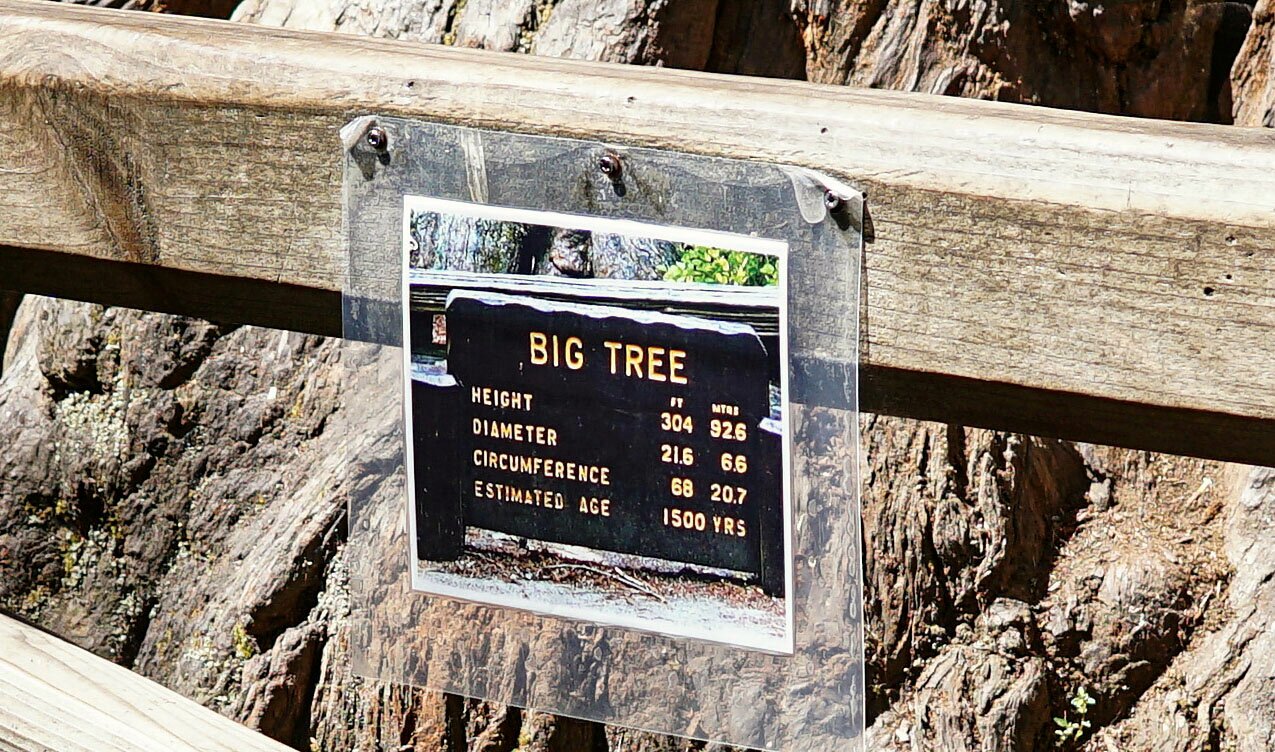 BIG TREE
FT MTRS
HEIGHT 304 92.6
DIAMETER 21.6 6.6
CIRCUMFERENCE 68 20.7
ESTIMATED AGE 1500 YRS